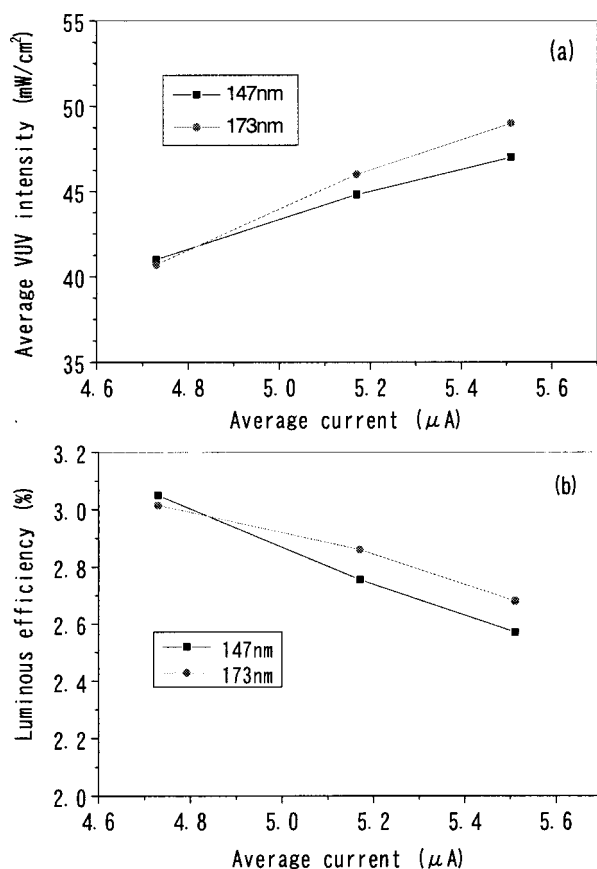 Average VUV intensity (mW/cm²)
55
50
45
40
35
(a)
147nm
173nm
4.6 4.8 5.0 5.2 5.4 5.6
Average current (μA)
Luminous efficiency (%)
3.2
3.0
2.8
2.6
2.4
2.2
2.0
(b)
147nm
173nm
4.6 4.8 5.0 5.2 5.4 5.6
Average current (μA)